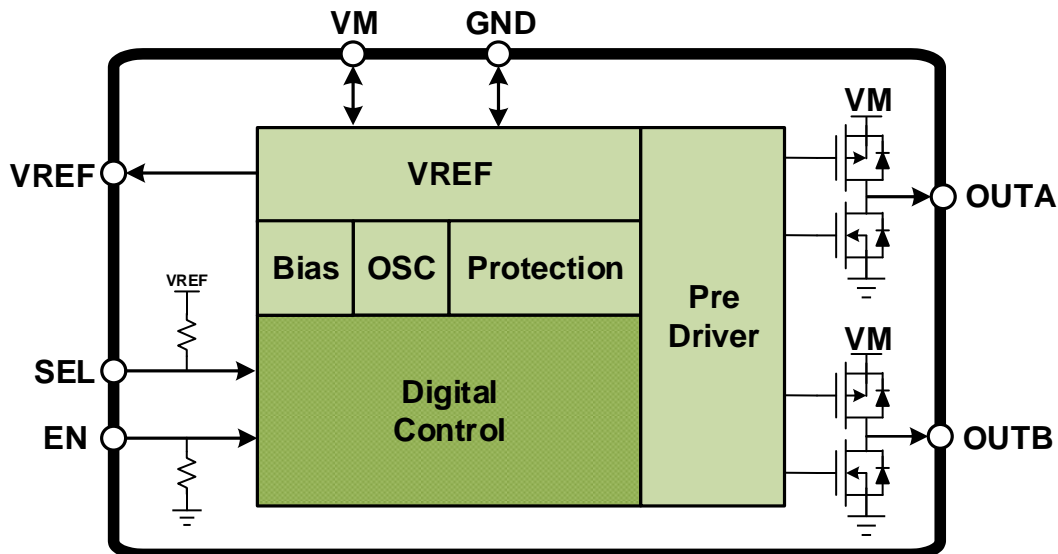 VM GND
VM
VREF
VREF
OUTA
Bias OSC Protection
VREF
Pre
Driver
VM
SEL
Digital
Control
EN
OUTB